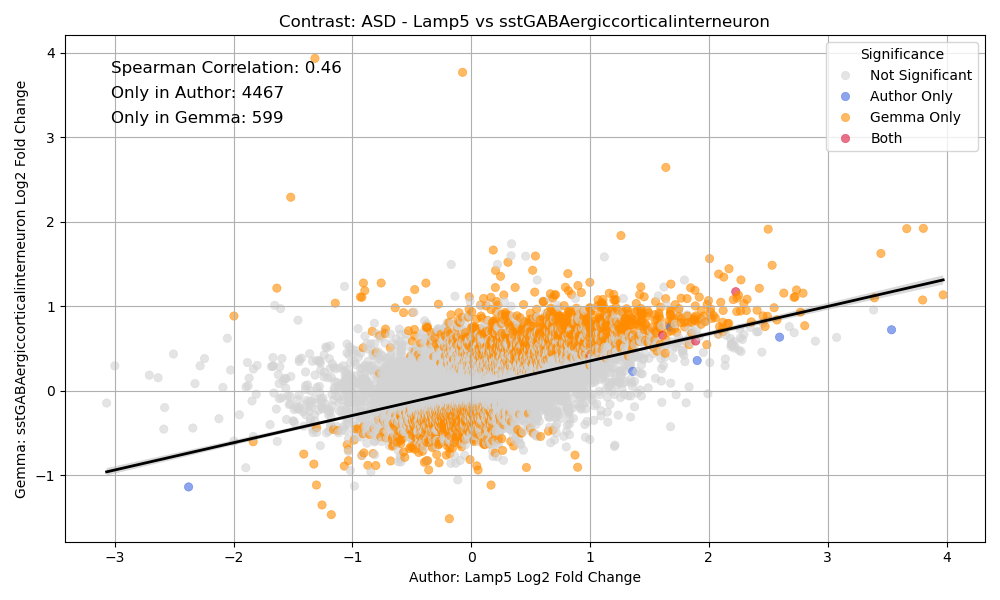 Contrast: ASD - Lamp5 vs sstGABAergiccorticalinterneuron
Spearman Correlation: 0.46
Only in Author: 4467
Only in Gemma: 599
Significance
Not Significant
Author Only
Gemma Only
Both
Gemma: sstGABAergiccorticalinterneuron Log2 Fold Change
4
3
2
1
0
−1
−3
−2
−1
0
1
2
3
4
Author: Lamp5 Log2 Fold Change